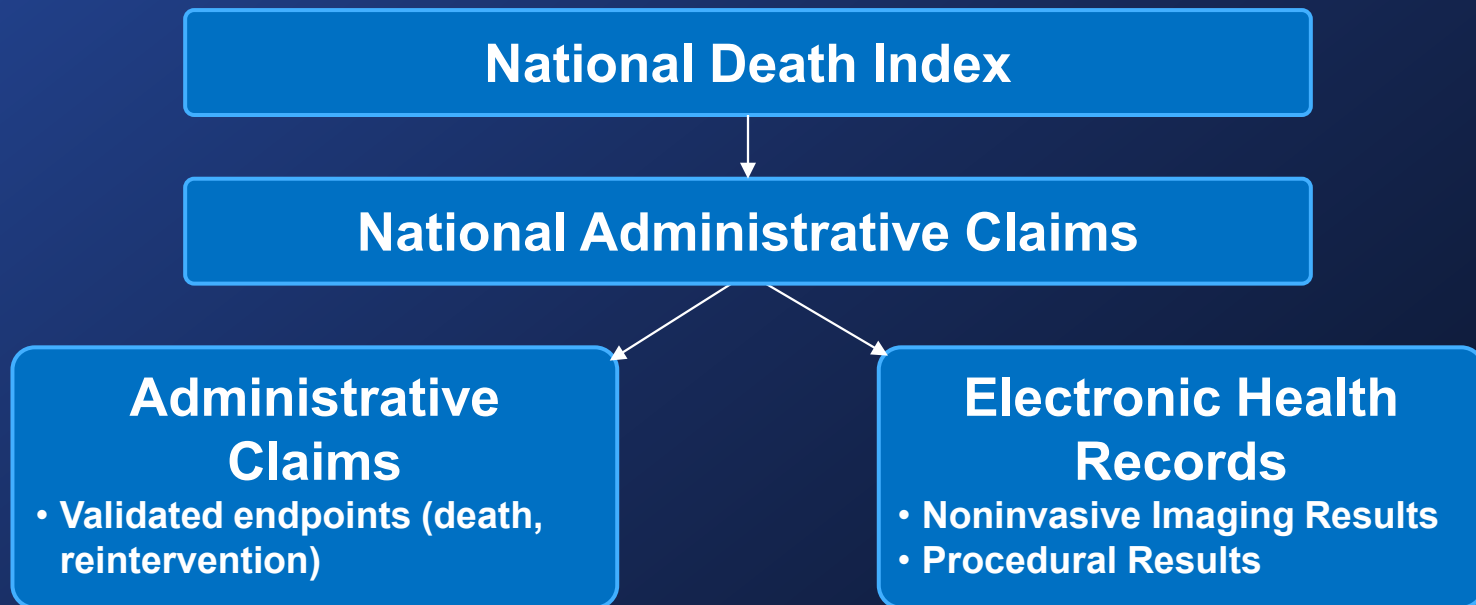 National Death Index
National Administrative Claims
Administrative
Claims
• Validated endpoints (death,
reintervention)
Electronic Health
Records
• Noninvasive Imaging Results
• Procedural Results